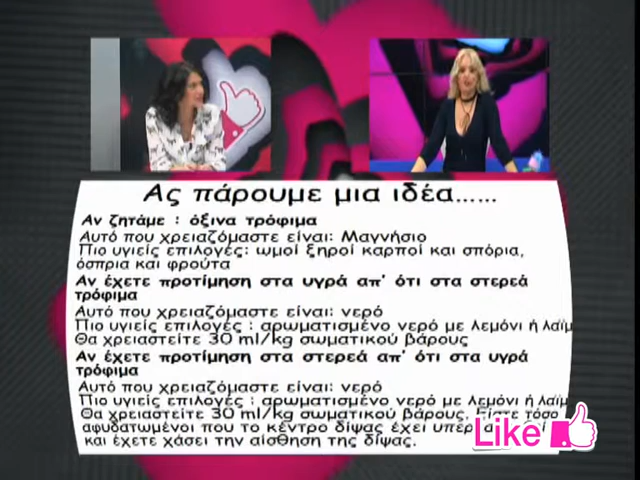 Ας πάρουμε μια ιδέα......
Αν ζητάμε : όξινα τρόφιμα
Αυτό που χρειαζόμαστε είναι: Μαγνήσιο
Πιο υγιείς επιλογές: ωμοί ξηροί καρποί και σπόρια,
όσπρια και φρούτα
Αν έχετε προτίμηση στα υγρά απ' ότι στα στερεά
τρόφιμα
Αυτό που χρειαζόμαστε είναι: νερό
Πιο υγιείς επιλογές : αρωματισμένο νερό με λεμόνι ή λάϊμ
Θα χρειαστείτε 30 ml/kg σωματικού βάρους
Αν έχετε προτίμηση στα στερεά απ' ότι στα υγρά
τρόφιμα
Αυτό που χρειαζόμαστε είναι: νερό
Πιο υγιείς επιλογές : αρωματισμένο νερό με λεμόνι ή λάϊμ
Θα χρειαστείτε 30 ml/kg σωματικού βάρους. Είστε τόσο
αφυδατωμένοι που το κέντρο δίψας έχει
και έχετε χάσει την αίσθηση της δίψας.
Like